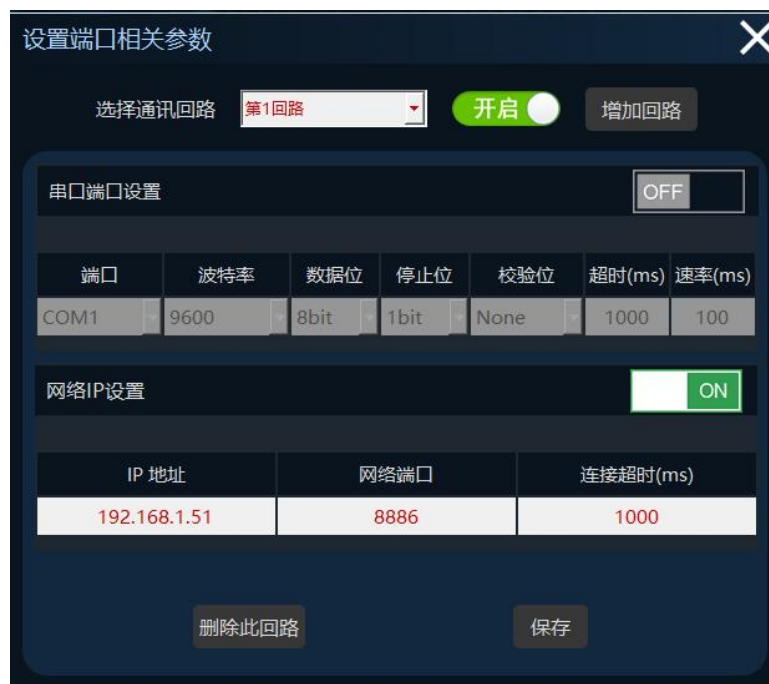 设置端口相关参数
选择通讯回路 第1回路 开启 增加回路
串口端口设置 OFF
端口 波特率 数据位 停止位 校验位 超时(ms) 速率(ms)
COM1 9600 8bit 1bit None 1000 100
网络IP设置 ON
IP 地址 网络端口 连接超时(ms)
192.168.1.51 8886 1000
删除此回路 保存